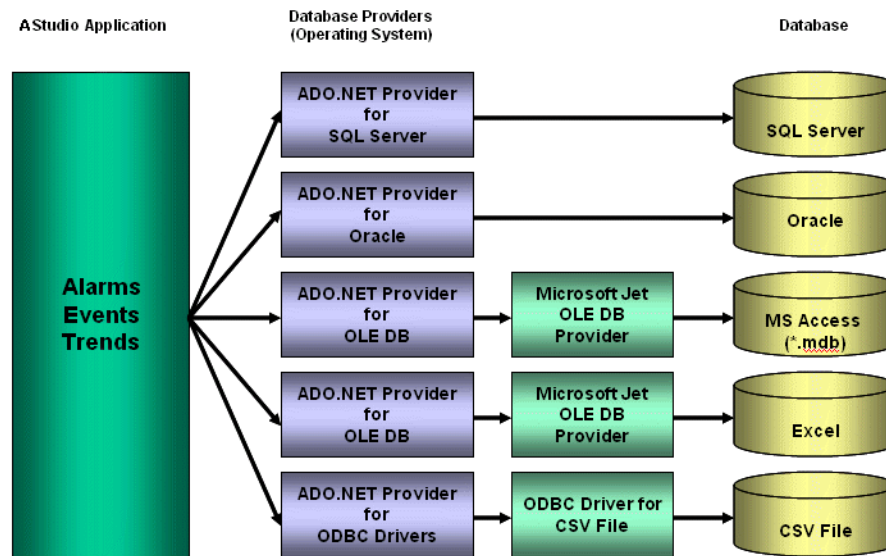 AStudio Application
Database Providers
(Operating System)
Database
Alarms
Events
Trends
ADO.NET Provider
for
SQL Server
SQL Server
ADO.NET Provider
for
Oracle
Oracle
ADO.NET Provider
for
OLE DB
Microsoft Jet
OLE DB
Provider
MS Access
(*.mdb)
ADO.NET Provider
for
OLE DB
Microsoft Jet
OLE DB
Provider
Excel
ADO.NET Provider
for
ODBC Drivers
ODBC Driver for
CSV File
CSV File